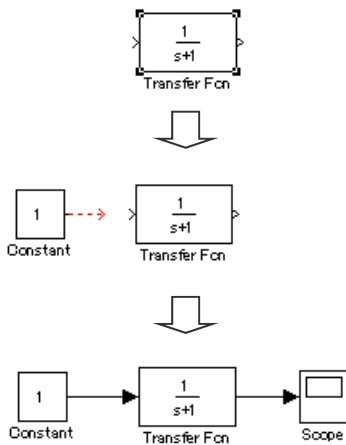 1
s+1
Transfer Fcn
1
1
s+1
Constant
Transfer Fcn
1
1
s+1
Constant
Transfer Fcn
Scope